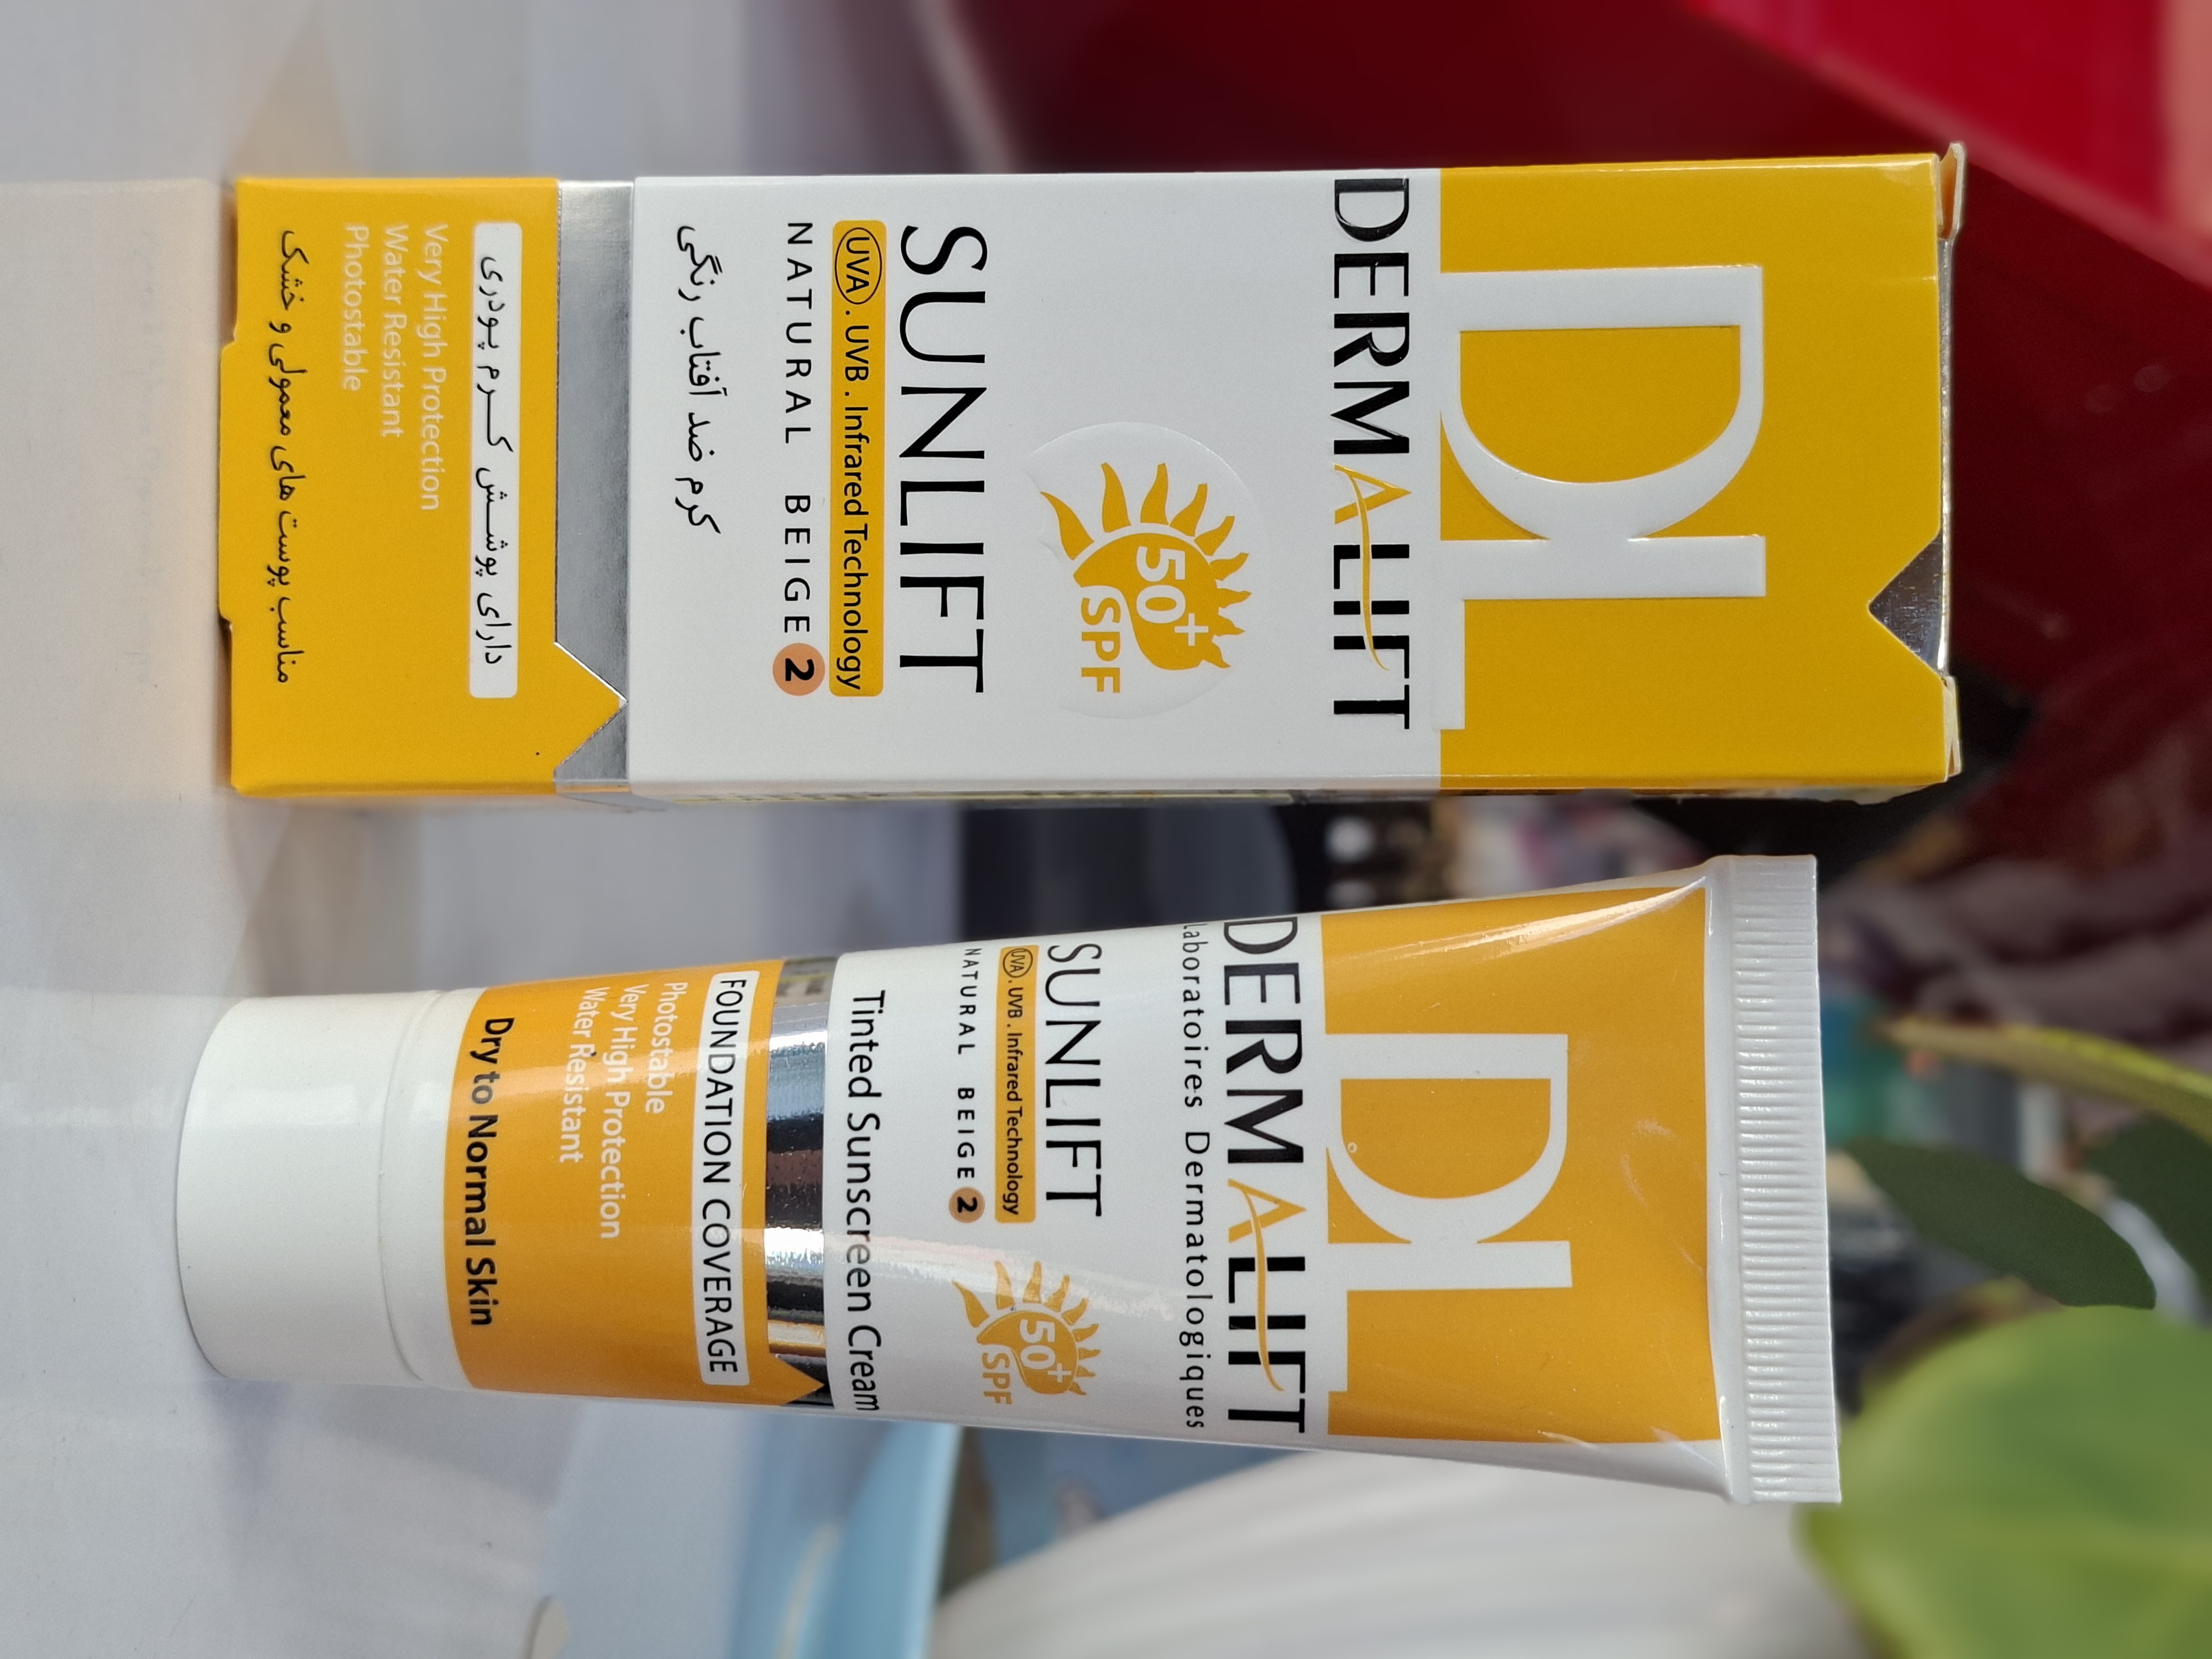 DL
DERMALIFT
50+
SPF
SUNLIFT
UVA . UVB . Infrared Technology
NATURAL BEIGE 2
کرم ضد آفتاب رنگی
دارای پوشش کرم پودری
Very High Protection
Water Resistant
Photostable
مناسب پوست های معمولی و خشک
DL
DERMALIFT
Laboratoires Dermatologiques
SUNLIFT
UVA . UVB . Infrared Technology
NATURAL BEIGE 2
50+
SPF
Tinted Sunscreen Cream
FOUNDATION COVERAGE
Photostable
Very High Protection
Water Resistant
Dry to Normal Skin